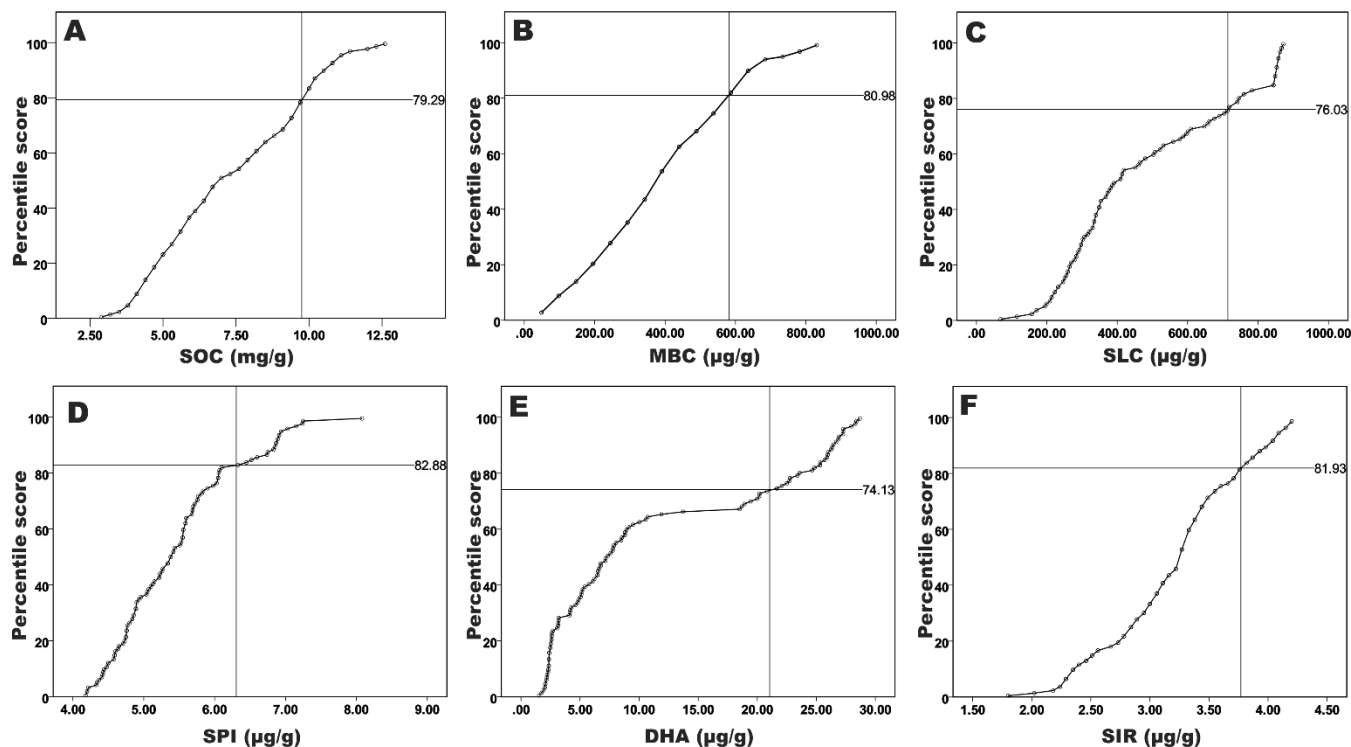 A
Percentile score
100
80
60
40
20
0
79.29
2.50 5.00 7.50 10.00 12.50
SOC (mg/g)
B
Percentile score
100
80
60
40
20
0
80.98
.00 200.00 400.00 600.00 800.00 1000.00
MBC (µg/g)
C
Percentile score
100
80
60
40
20
0
76.03
.00 200.00 400.00 600.00 800.00 1000.00
SLC (µg/g)
D
Percentile score
100
80
60
40
20
0
82.88
4.00 5.00 6.00 7.00 8.00 9.00
SPI (µg/g)
E
Percentile score
100
80
60
40
20
0
74.13
.00 5.00 10.00 15.00 20.00 25.00 30.00
DHA (µg/g)
F
Percentile score
100
80
60
40
20
0
81.93
1.50 2.00 2.50 3.00 3.50 4.00 4.50
SIR (µg/g)